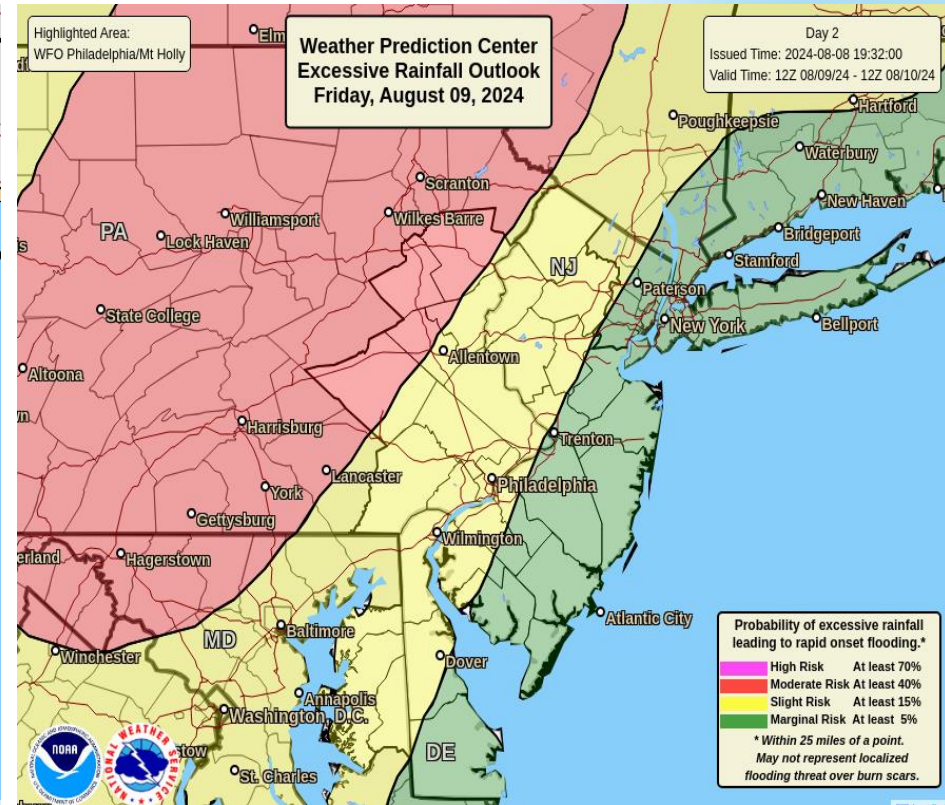 Highlighted Area:
WFO Philadelphia/Mt Holly
Weather Prediction Center
Excessive Rainfall Outlook
Friday, August 09, 2024
Day 2
Issued Time: 2024-08-08 19:32:00
Valid Time: 12Z 08/09/24 - 12Z 08/10/24
Elm
Hartford
Poughkeepsie
Waterbury
Scranton
New Haven
Williamsport
Wilkes Barre
PA
Lock Haven
Bridgeport
NJ
Stamford
Paterson
State College
New York
Bellport
Allentown
Altoona
Harrisburg
Trenton
Lancaster
Philadelphia
York
Gettysburg
Wilmington
erland
Hagerstown
Atlantic City
Baltimore
MD
Winchester
Dover
Annapolis
Washington, D.C.
DE
stow
St. Charles
NOAA
NATIONAL WEATHER SERVICE
Probability of excessive rainfall
leading to rapid onset flooding.*
High Risk At least 70%
Moderate Risk At least 40%
Slight Risk At least 15%
Marginal Risk At least 5%
* Within 25 miles of a point.
May not represent localized
flooding threat over burn scars.